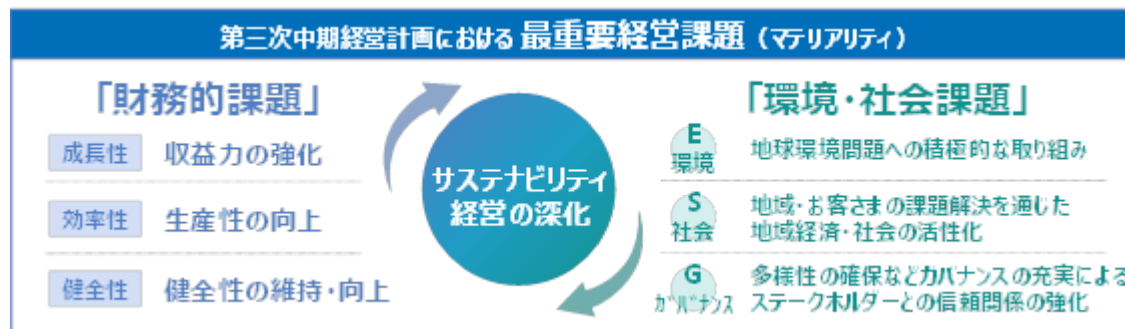 第三次中期経営計画における 最重要経営課題 (マテリアリティ)
「財務的課題」
成長性 収益力の強化
効率性 生産性の向上
健全性 健全性の維持・向上
サステナビリティ
経営の深化
「環境・社会課題」
E
環境
地球環境問題への積極的な取り組み
S
社会
地域・お客さまの課題解決を通じた
地域経済・社会の活性化
G
ガバナンス
多様性の確保などガバナンスの充実による
ステークホルダーとの信頼関係の強化